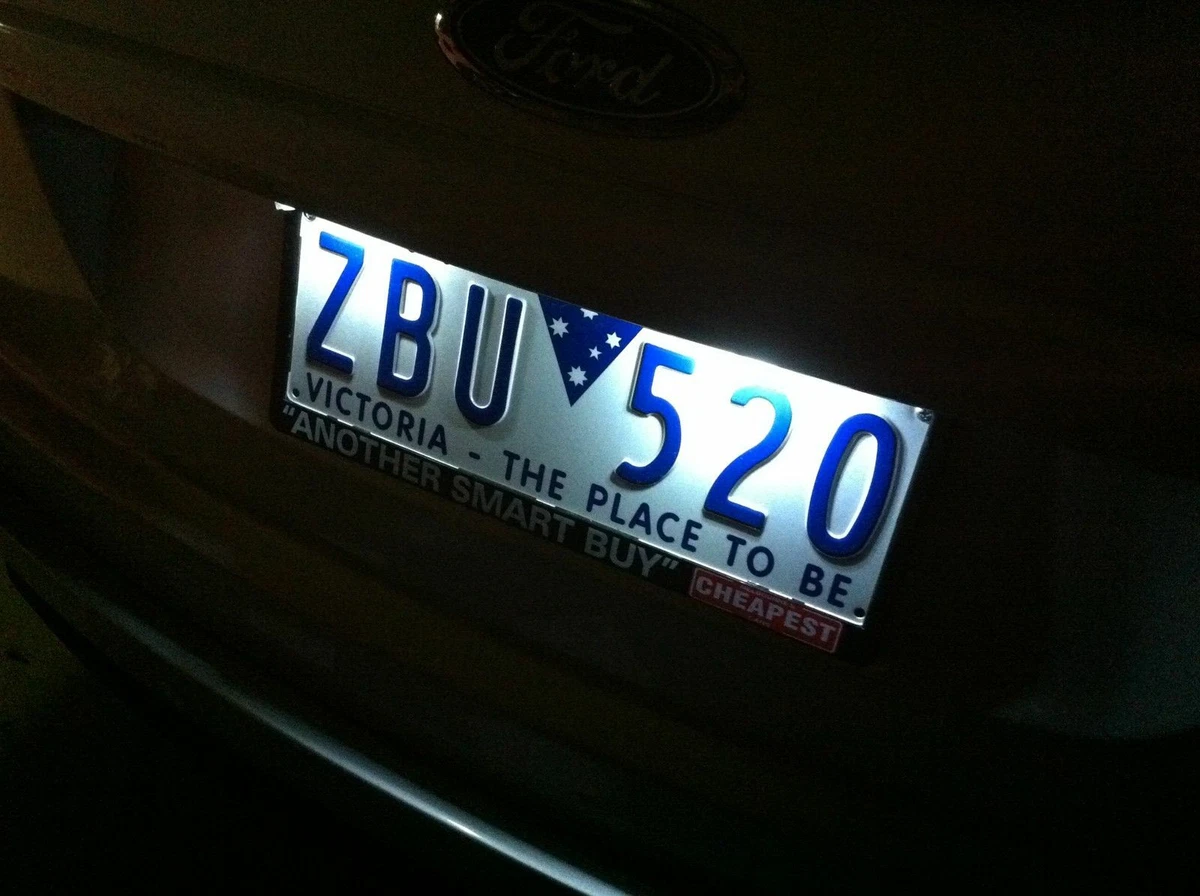 Ford
ZBU 520
.VICTORIA - THE PLACE TO BE.
"ANOTHER SMART BUY"
CHEAPEST